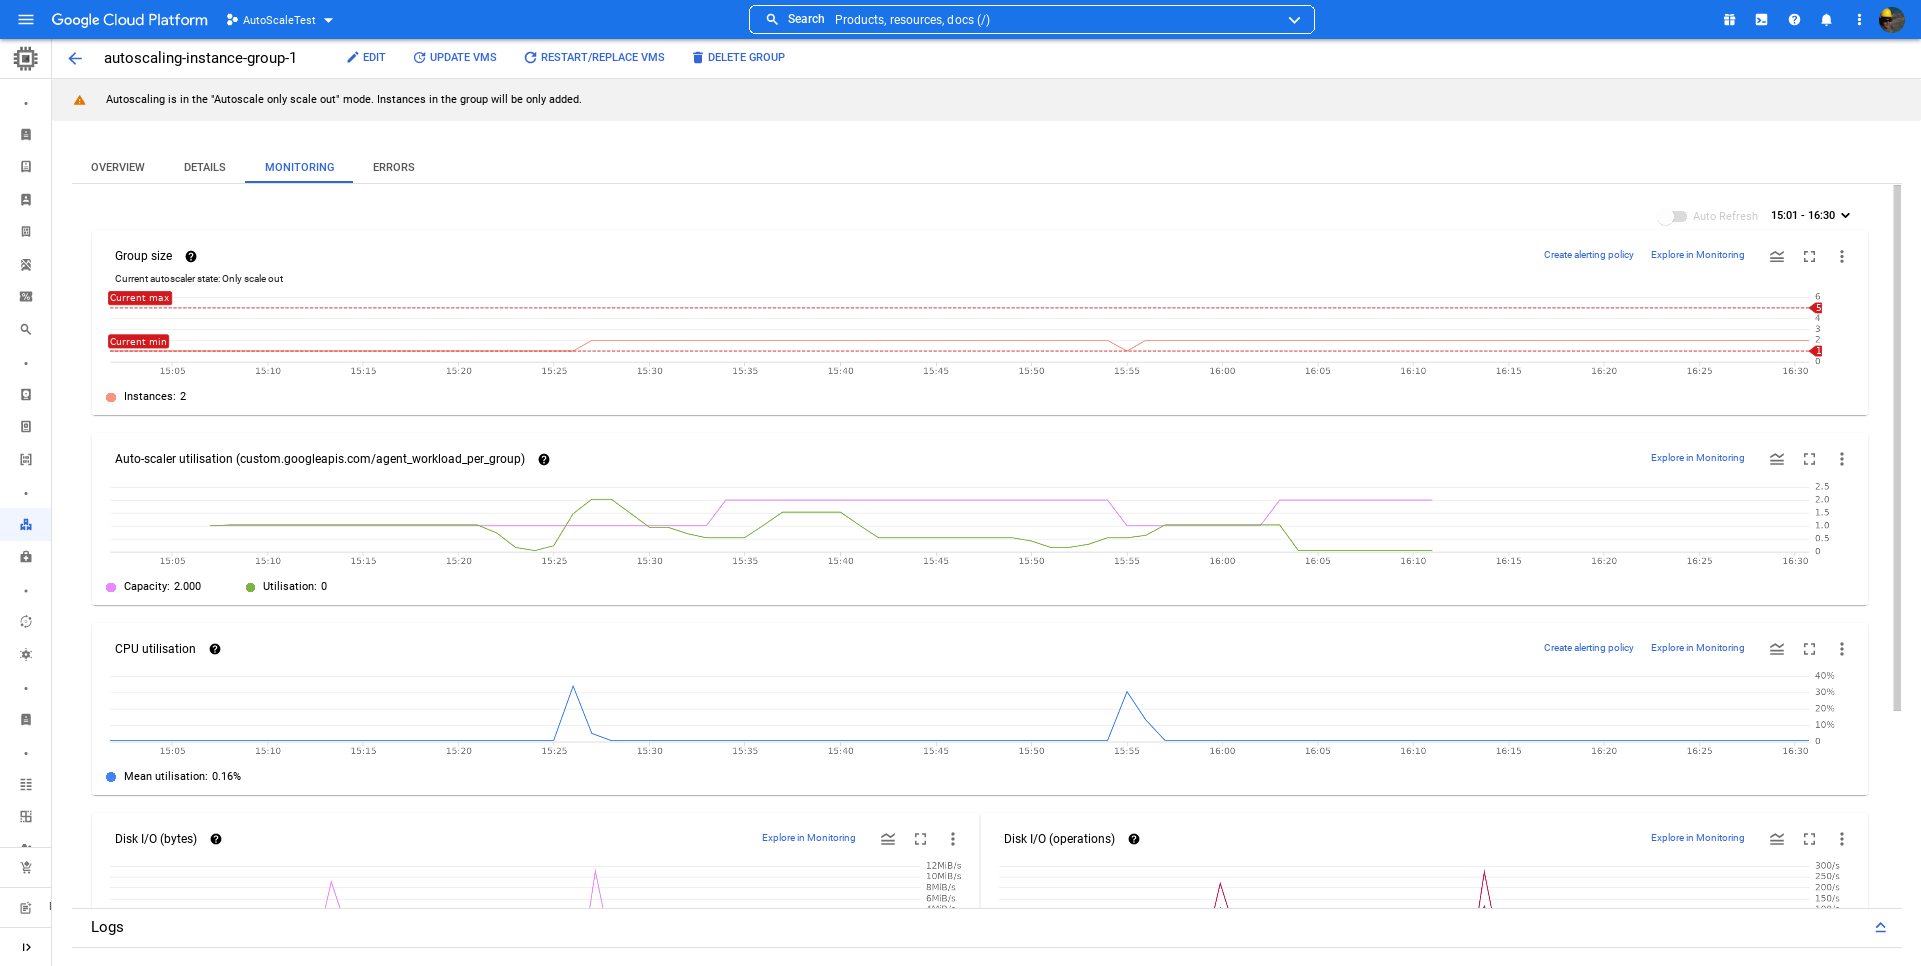 Google Cloud Platform AutoScaleTest Search Products, resources, docs (/)
autoscaling-instance-group-1 EDIT UPDATE VMS RESTART/REPLACE VMS DELETE GROUP
Autoscaling is in the "Autoscale only scale out" mode. Instances in the group will be only added.
OVERVIEW DETAILS MONITORING ERRORS
Auto Refresh 15:01 - 16:30
Group size Create alerting policy Explore in Monitoring
Current autoscaler state: Only scale out
Current max
6
5
4
3
Current min
2
1
0
15:05 15:10 15:15 15:20 15:25 15:30 15:35 15:40 15:45 15:50 15:55 16:00 16:05 16:10 16:15 16:20 16:25 16:30
Instances: 2
Auto-scaler utilisation (custom.googleapis.com/agent_workload_per_group) Explore in Monitoring
2.5
2.0
1.5
1.0
0.5
0
15:05 15:10 15:15 15:20 15:25 15:30 15:35 15:40 15:45 15:50 15:55 16:00 16:05 16:10 16:15 16:20 16:25 16:30
Capacity: 2.000 Utilisation: 0
CPU utilisation Create alerting policy Explore in Monitoring
40%
30%
20%
10%
0
15:05 15:10 15:15 15:20 15:25 15:30 15:35 15:40 15:45 15:50 15:55 16:00 16:05 16:10 16:15 16:20 16:25 16:30
Mean utilisation: 0.16%
Disk I/O (bytes) Explore in Monitoring
12MiB/s
10MiB/s
8MiB/s
6MiB/s
Disk I/O (operations) Explore in Monitoring
300/s
250/s
200/s
150/s
Logs